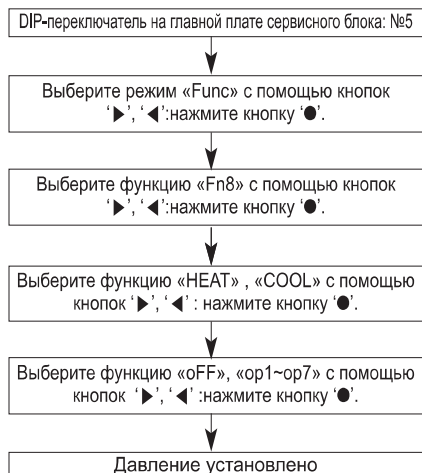 DIP-переключатель на главной плате сервисного блока: №5
Выберите режим «Func» с помощью кнопок
‘▶’, ‘◀’:нажмите кнопку ‘●’.
Выберите функцию «Fn8» с помощью кнопок
‘▶’, ‘◀’:нажмите кнопку ‘●’.
Выберите функцию «HEAT» , «COOL» с помощью
кнопок ‘▶’, ‘◀’ : нажмите кнопку ‘●’.
Выберите функцию «oFF», «op1~op7» с помощью
кнопок ‘▶’, ‘◀’ :нажмите кнопку ‘●’.
Давление установлено